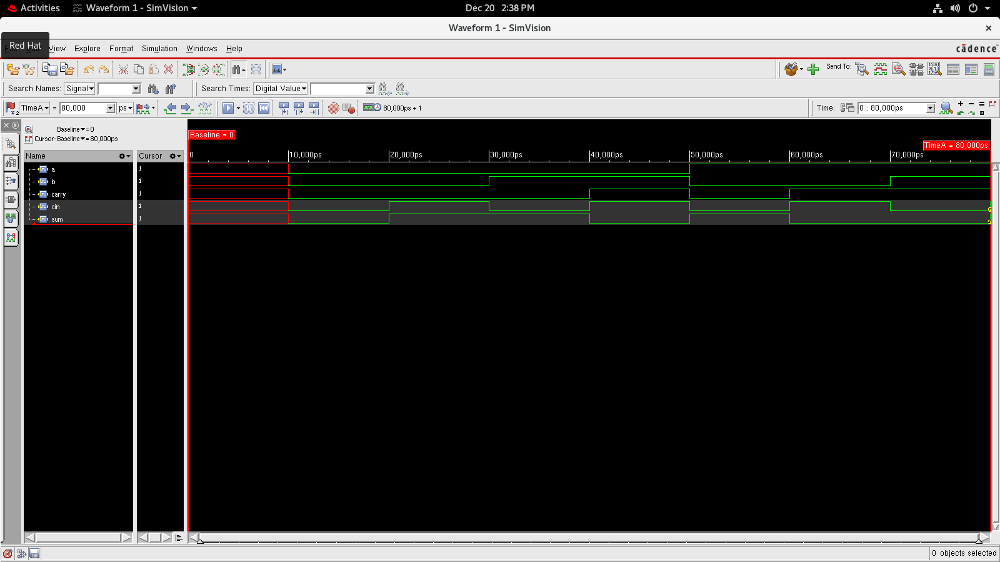 Activities Waveform 1 - SimVision Dec 20 2:38 PM
Waveform 1 - SimVision
Red Hat
View Explore Format Simulation Windows Help cādence
Send To:
Search Names: Signal Search Times: Digital Value
TimeA = 80,000 ps 80,000ps + 1 Time: 0 : 80,000ps
Baseline = 0
Cursor-Baseline = 80,000ps
Baseline = 0
TimeA = 80,000ps
Name Cursor 0 10,000ps 20,000ps 30,000ps 40,000ps 50,000ps 60,000ps 70,000ps
a 1
b 1
carry 1
cin 1
sum 1
0 objects selected